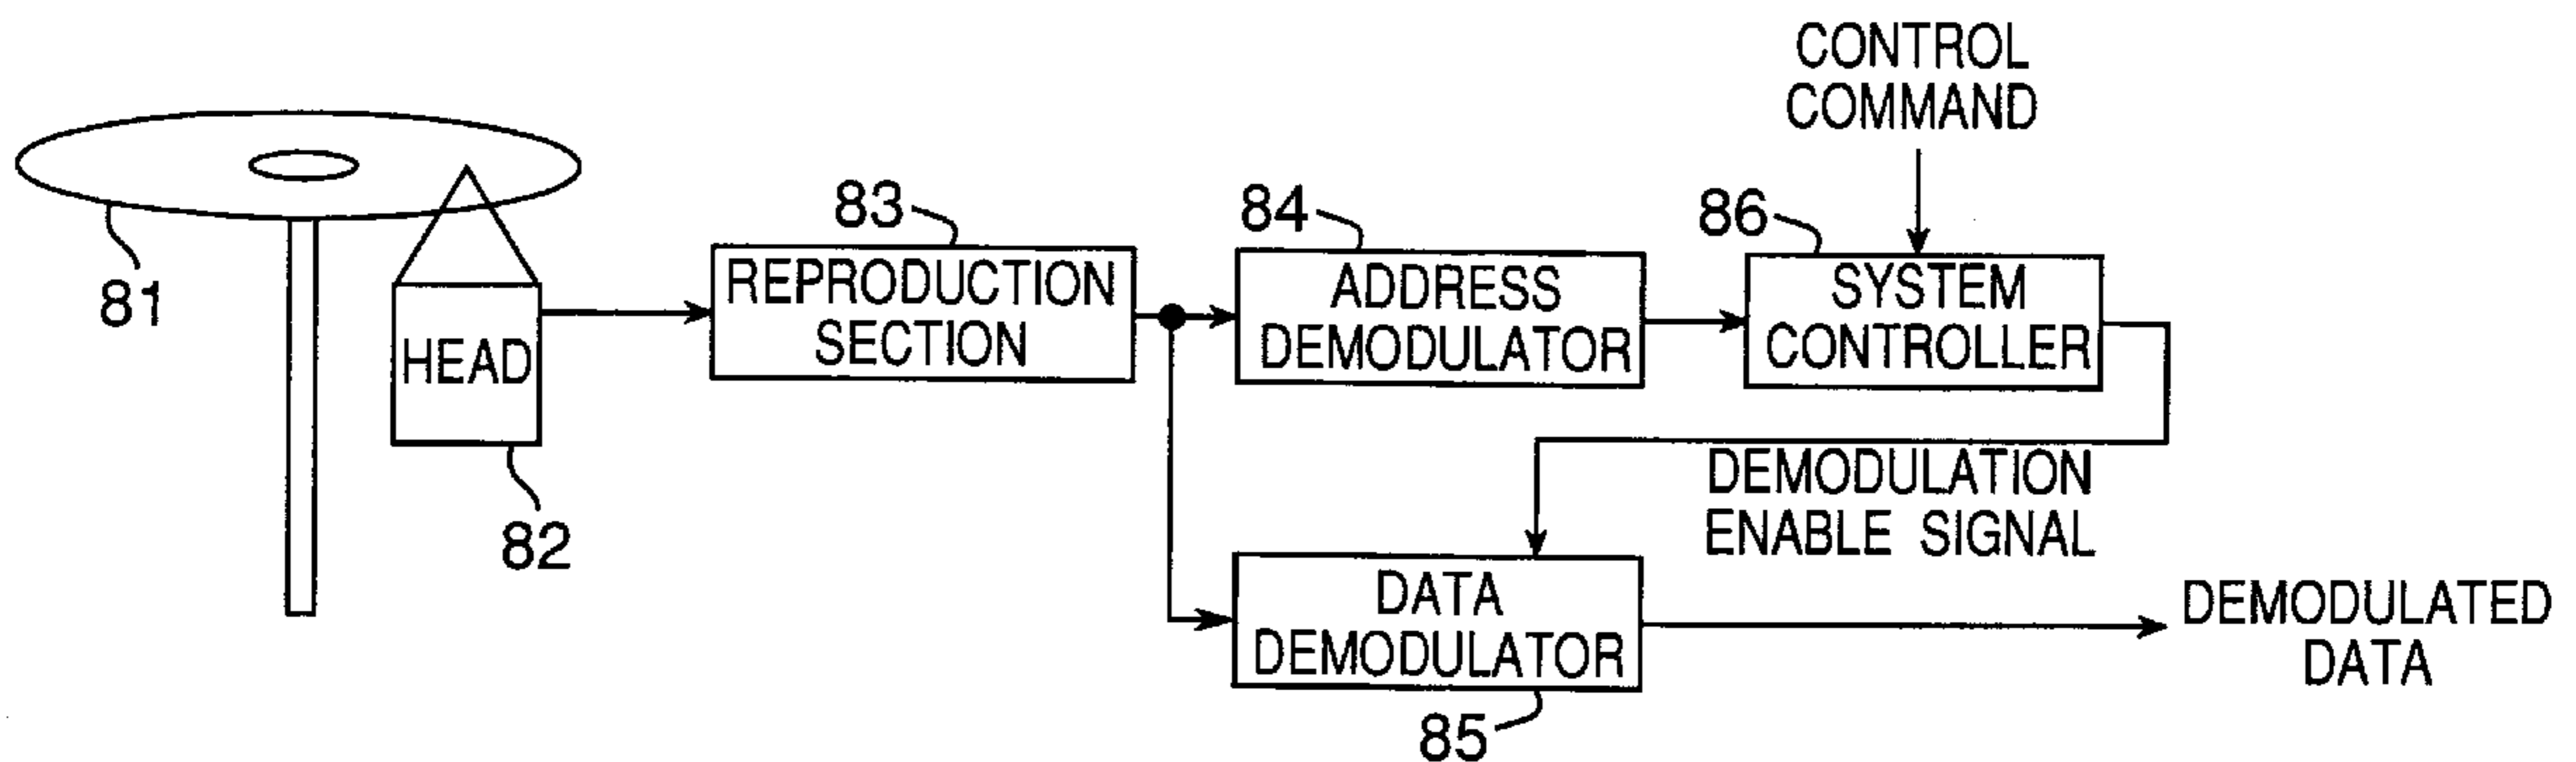 CONTROL
COMMAND
81
HEAD
82
83
REPRODUCTION
SECTION
84
ADDRESS
DEMODULATOR
86
SYSTEM
CONTROLLER
DEMODULATION
ENABLE SIGNAL
DATA
DEMODULATOR
85
DEMODULATED
DATA